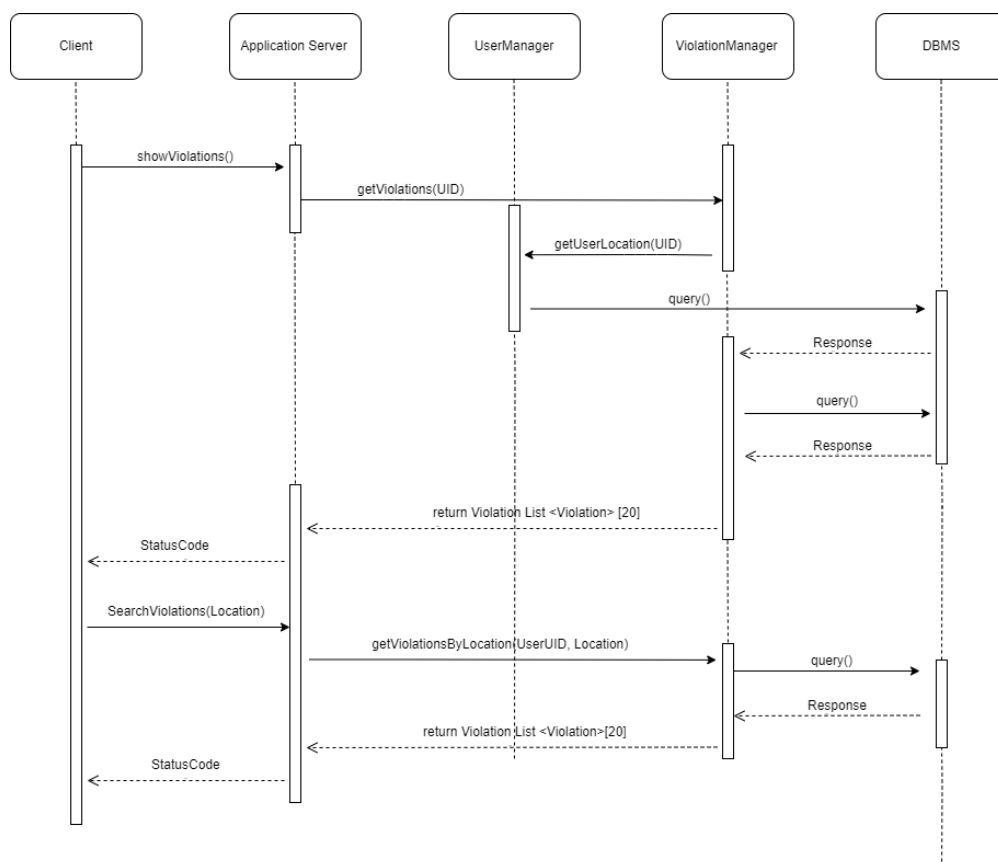 Client
Application Server
UserManager
ViolationManager
DBMS
showViolations()
getViolations(UID)
getUserLocation(UID)
query()
Response
query()
Response
return Violation List <Violation> [20]
StatusCode
SearchViolations(Location)
getViolationsByLocation(UserUID, Location)
query()
Response
return Violation List <Violation>[20]
StatusCode